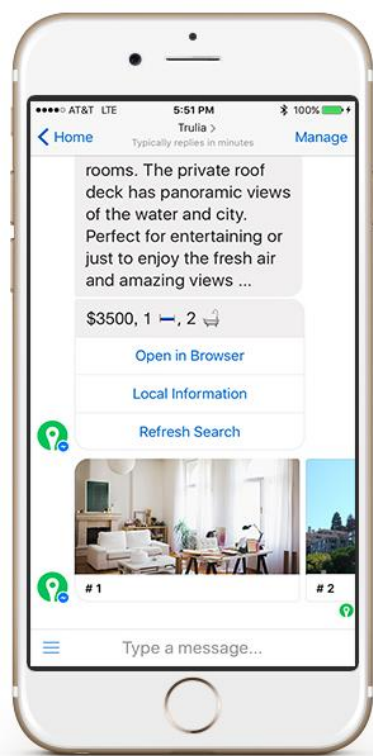 AT&T LTE 5:51 PM 100%
Home Trulia > Manage
Typically replies in minutes
rooms. The private roof
deck has panoramic views
of the water and city.
Perfect for entertaining or
just to enjoy the fresh air
and amazing views ...
$3500, 1 🛏, 2 🛁
Open in Browser
Local Information
Refresh Search
# 1 # 2
Type a message...